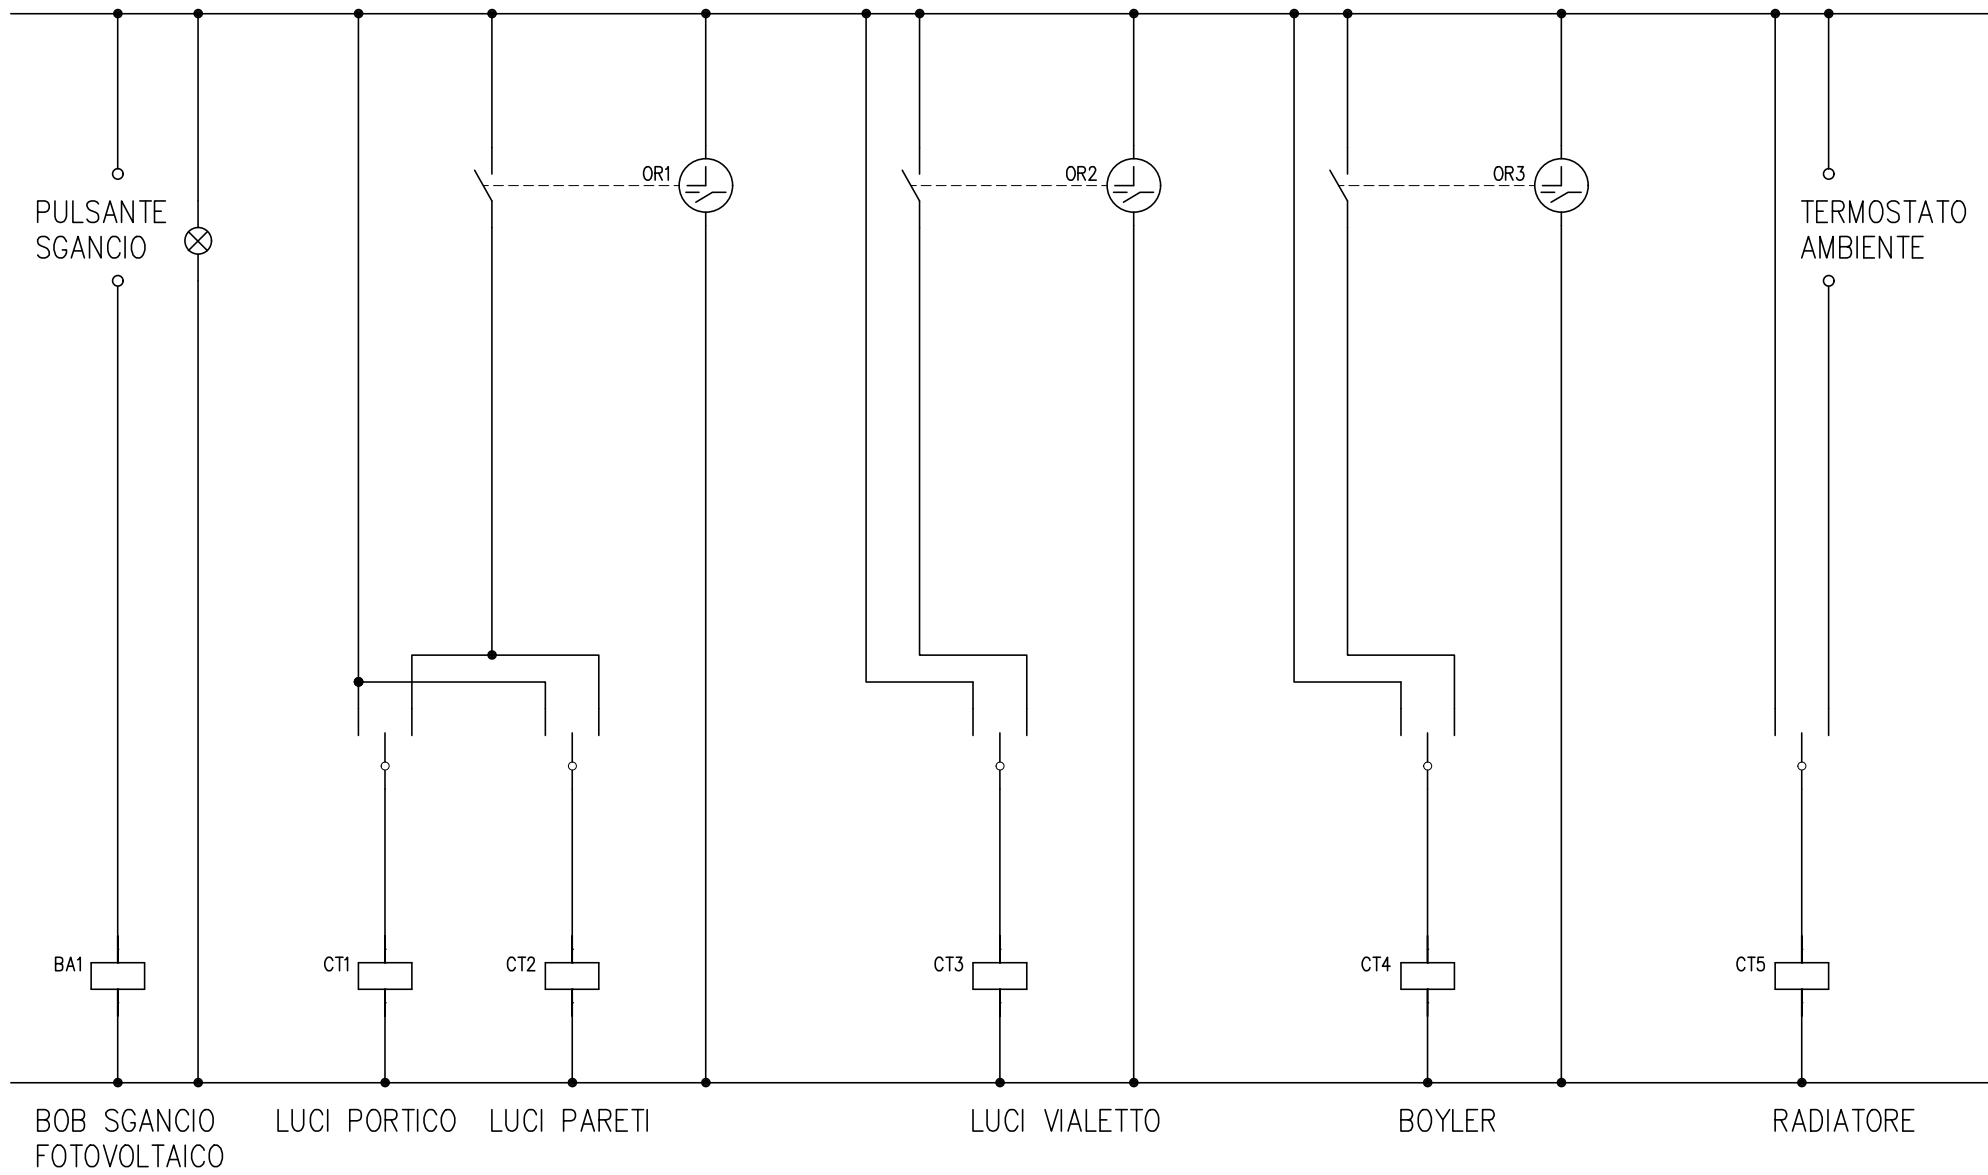 OR1
OR2
OR3
PULSANTE
SGANCIO
TERMOSTATO
AMBIENTE
BA1
CT1
CT2
CT3
CT4
CT5
BOB SGANCIO
FOTOVOLTAICO
LUCI PORTICO
LUCI PARETI
LUCI VIALETTO
BOYLER
RADIATORE